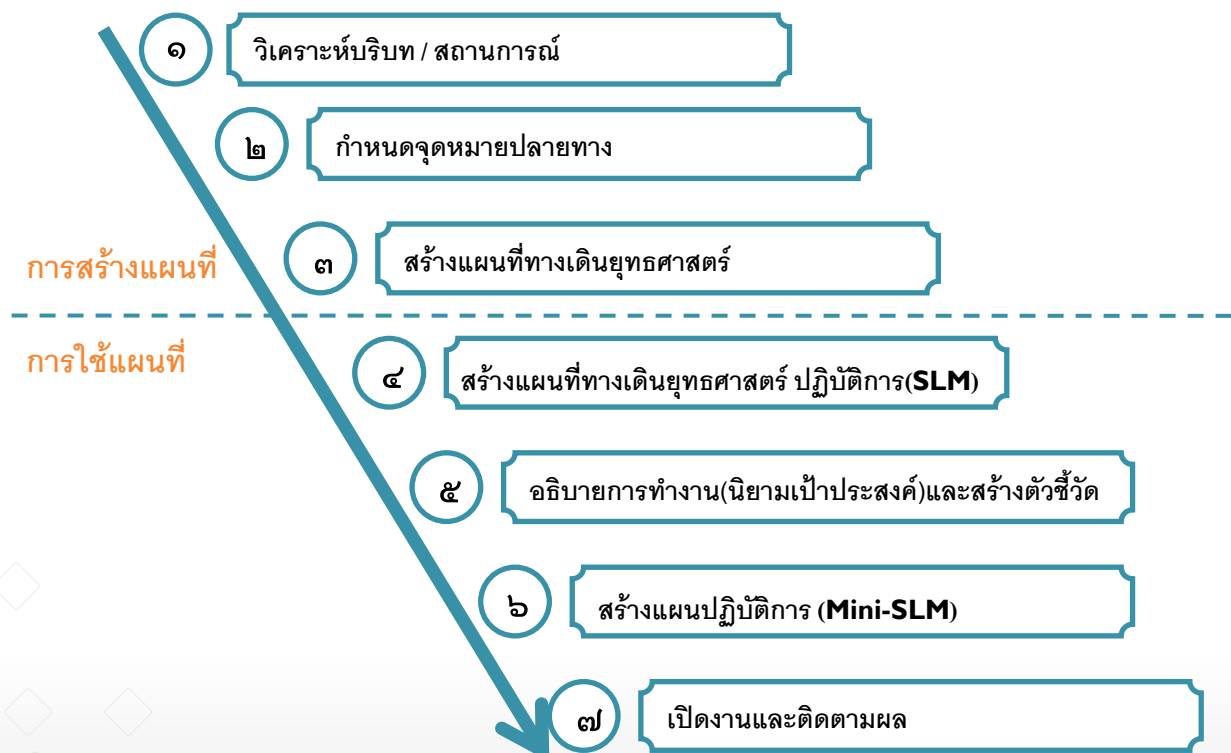 ๑ วิเคราะห์บริบท / สถานการณ์
๒ กำหนดจุดหมายปลายทาง
๓ สร้างแผนที่ทางเดินยุทธศาสตร์
การสร้างแผนที่
การใช้แผนที่
๔ สร้างแผนที่ทางเดินยุทธศาสตร์ ปฏิบัติการ(SLM)
๕ อธิบายการทำงาน(นิยามเป้าประสงค์)และสร้างตัวชี้วัด
๖ สร้างแผนปฏิบัติการ (Mini-SLM)
๗ เปิดงานและติดตามผล